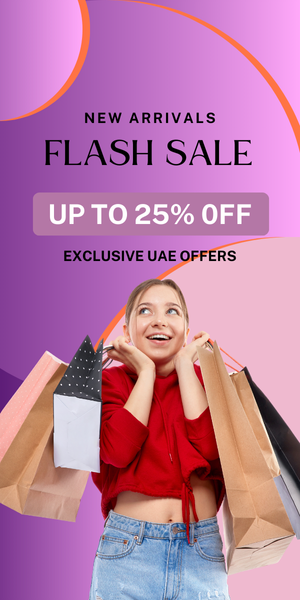 NEW ARRIVALS
FLASH SALE
UP TO 25% 0FF
EXCLUSIVE UAE OFFERS